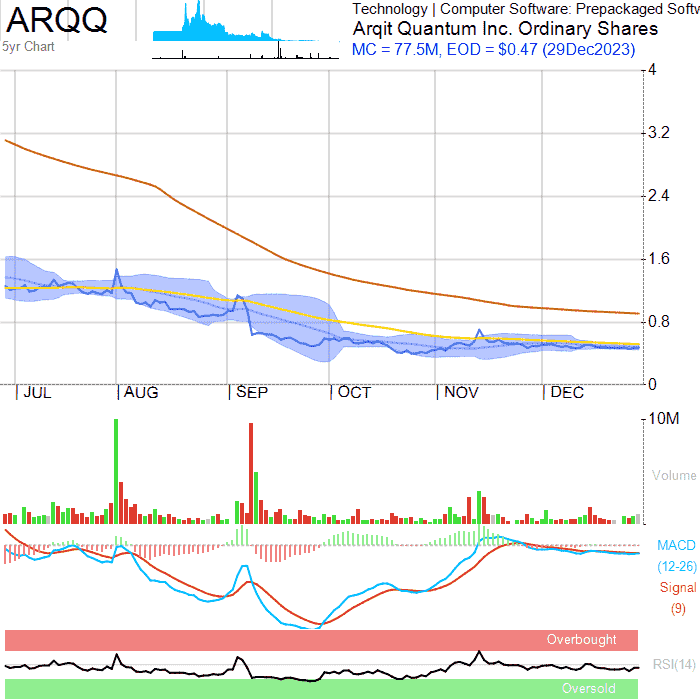 ARQQ
5yr Chart
Technology | Computer Software: Prepackaged Softw
Arqit Quantum Inc. Ordinary Shares
MC = 77.5M, EOD = $0.47 (29Dec2023)
4
3.2
2.4
1.6
0.8
0
JUL AUG SEP OCT NOV DEC
10M
Volume
MACD
(12-26)
Signal
(9)
Overbought
RSI(14)
Oversold